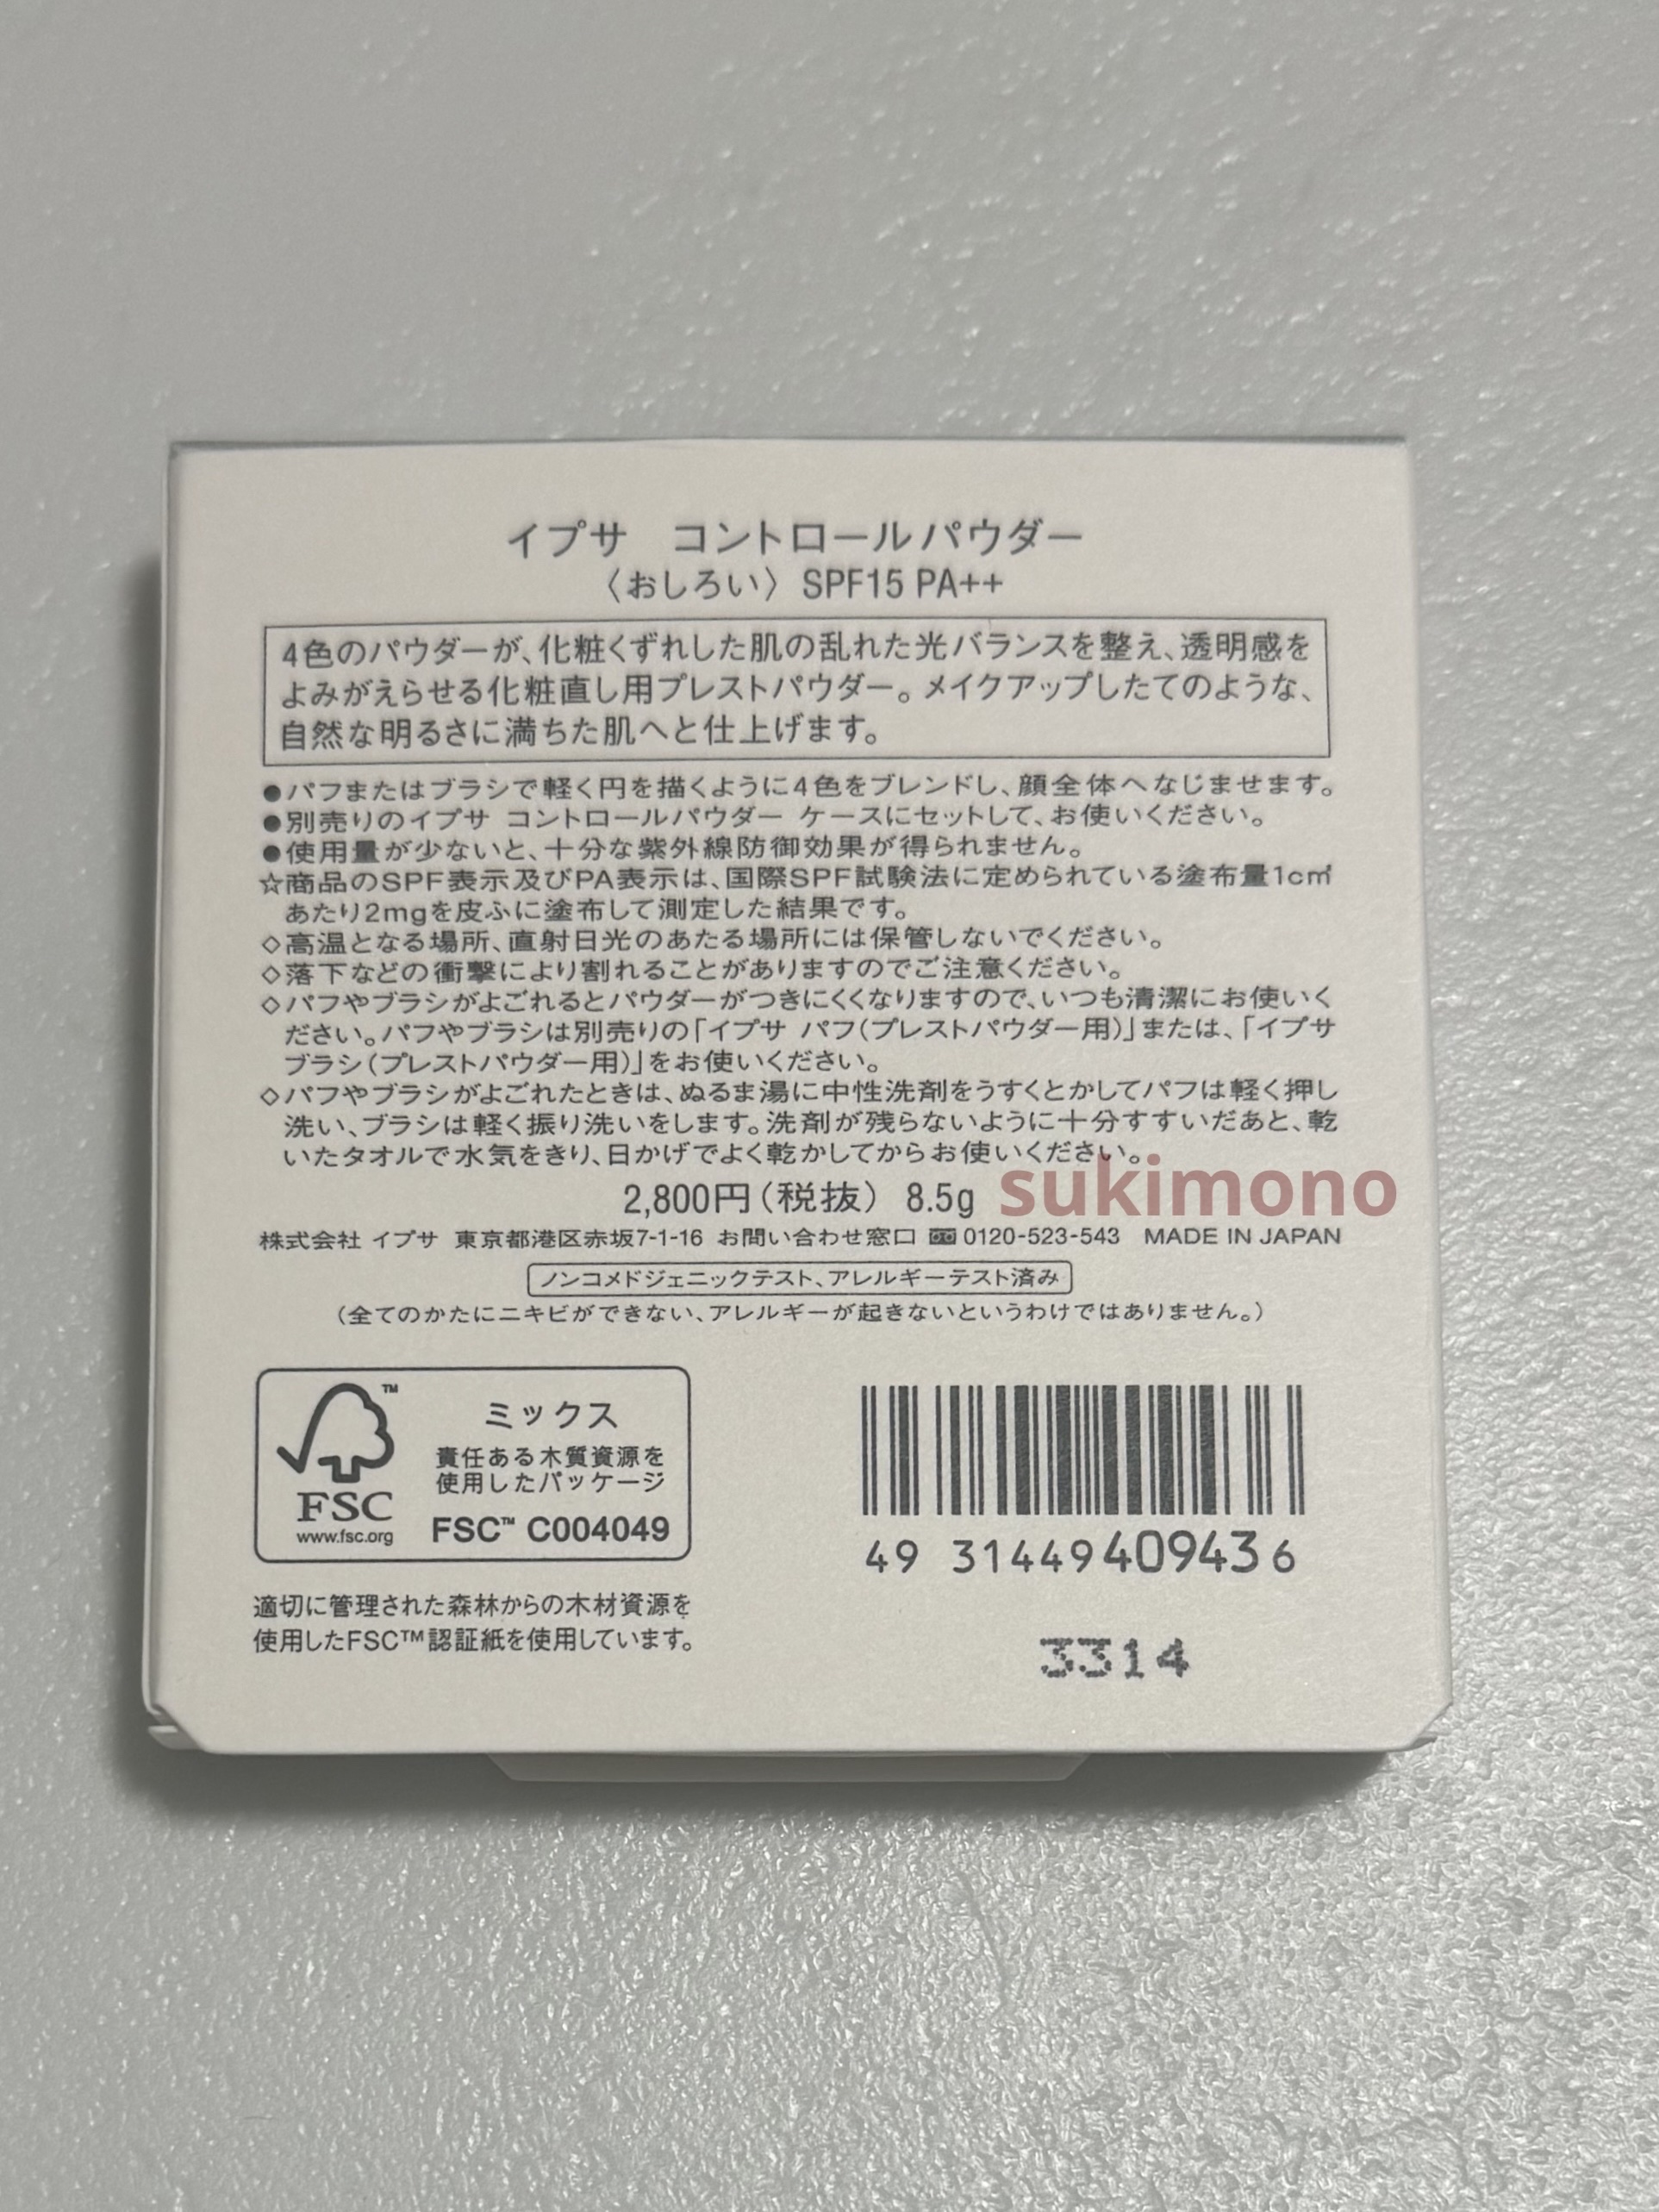 イプサ　コントロールパウダー
〈おしろい〉 SPF15 PA++
4色のパウダーが、化粧くずれした肌の乱れた光バランスを整え、透明感を
よみがえらせる化粧直し用プレストパウダー。メイクアップしたてのような、
自然な明るさに満ちた肌へと仕上げます。
●パフまたはブラシで軽く円を描くように4色をブレンドし、顔全体へなじませます。
●別売りのイプサ コントロールパウダー ケースにセットして、お使いください。
●使用量が少ないと、十分な紫外線防御効果が得られません。
☆商品のSPF表示及びPA表示は、国際SPF試験法に定められている塗布量1c㎡
あたり2mgを皮ふに塗布して測定した結果です。
◇高温となる場所、直射日光のあたる場所には保管しないでください。
◇落下などの衝撃により割れることがありますのでご注意ください。
◇パフやブラシがよごれるとパウダーがつきにくくなりますので、いつも清潔にお使いく
ださい。パフやブラシは別売りの「イプサ パフ(プレストパウダー用)」または、「イプサ
ブラシ(プレストパウダー用)」をお使いください。
◇パフやブラシがよごれたときは、ぬるま湯に中性洗剤をうすくとかしてパフは軽く押し
洗い、ブラシは軽く振り洗いをします。洗剤が残らないように十分すすいだあと、乾
いたタオルで水気をきり、日かげでよく乾かしてからお使いください。
2,800円(税抜) 8.5g
sukimono
株式会社 イプサ 東京都港区赤坂7-1-16 お問い合わせ窓口 0120-523-543 MADE IN JAPAN
ノンコメドジェニックテスト、アレルギーテスト済み
(全てのかたにニキビができない、アレルギーが起きないというわけではありません。)
™
ミックス
責任ある木質資源を
使用したパッケージ
FSC
www.fsc.org
FSC™ C004049
49 31449409436
適切に管理された森林からの木材資源を
使用したFSC™認証紙を使用しています。
3314